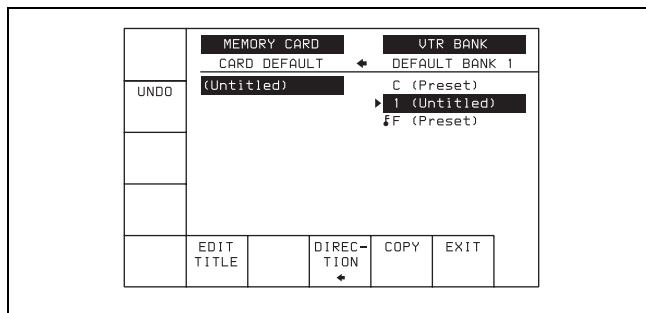 MEMORY CARD VTR BANK
CARD DEFAULT ← DEFAULT BANK 1
UNDO (Untitled) C (Preset)
▶ 1 (Untitled)
F (Preset)
EDIT TITLE
DIREC-TION ←
COPY
EXIT